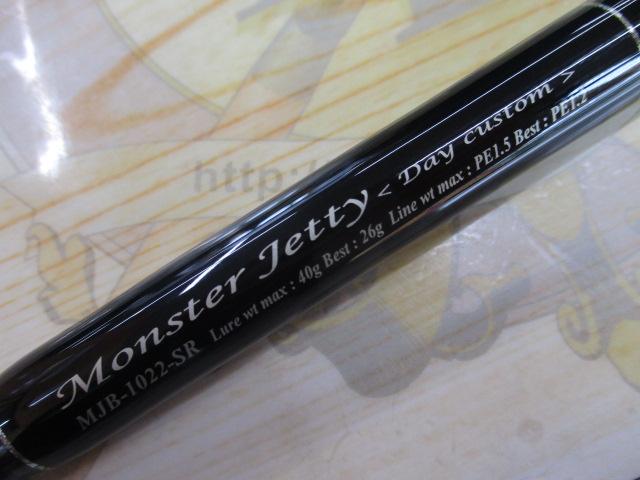 Monster Jetty < Day custom >
MJB-1022-SR Lure wt max : 40g Best : 26g Line wt max : PE1.5 Best : PE1.2
http:/